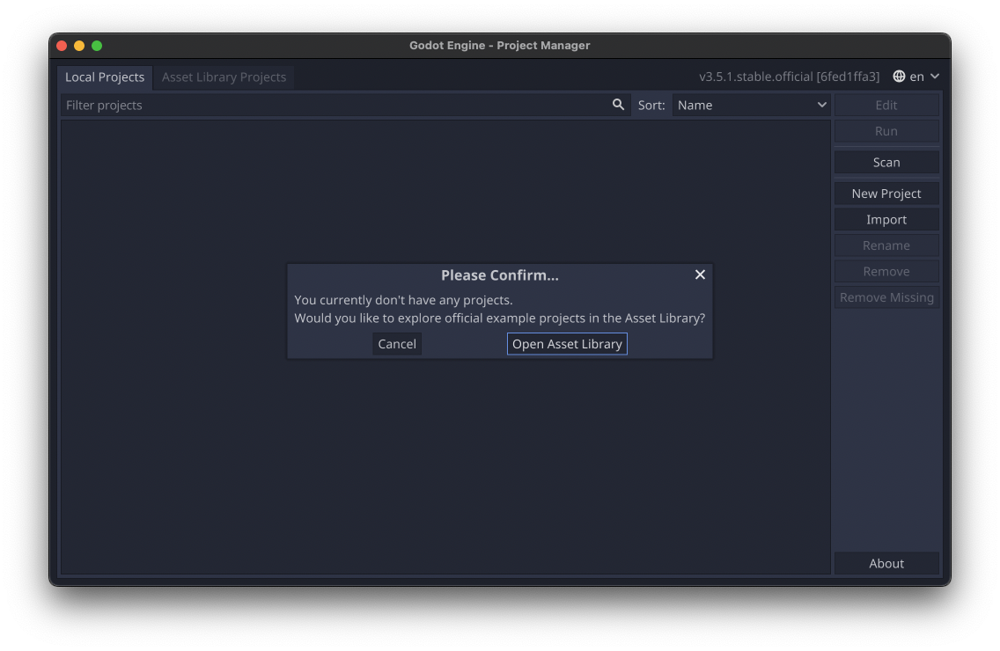 Godot Engine - Project Manager
Local Projects Asset Library Projects v3.5.1.stable.official [6fed1ffa3] en
Filter projects Sort: Name Edit
Run
Scan
New Project
Import
Rename
Remove
Remove Missing
Please Confirm...
You currently don't have any projects.
Would you like to explore official example projects in the Asset Library?
Cancel Open Asset Library
About